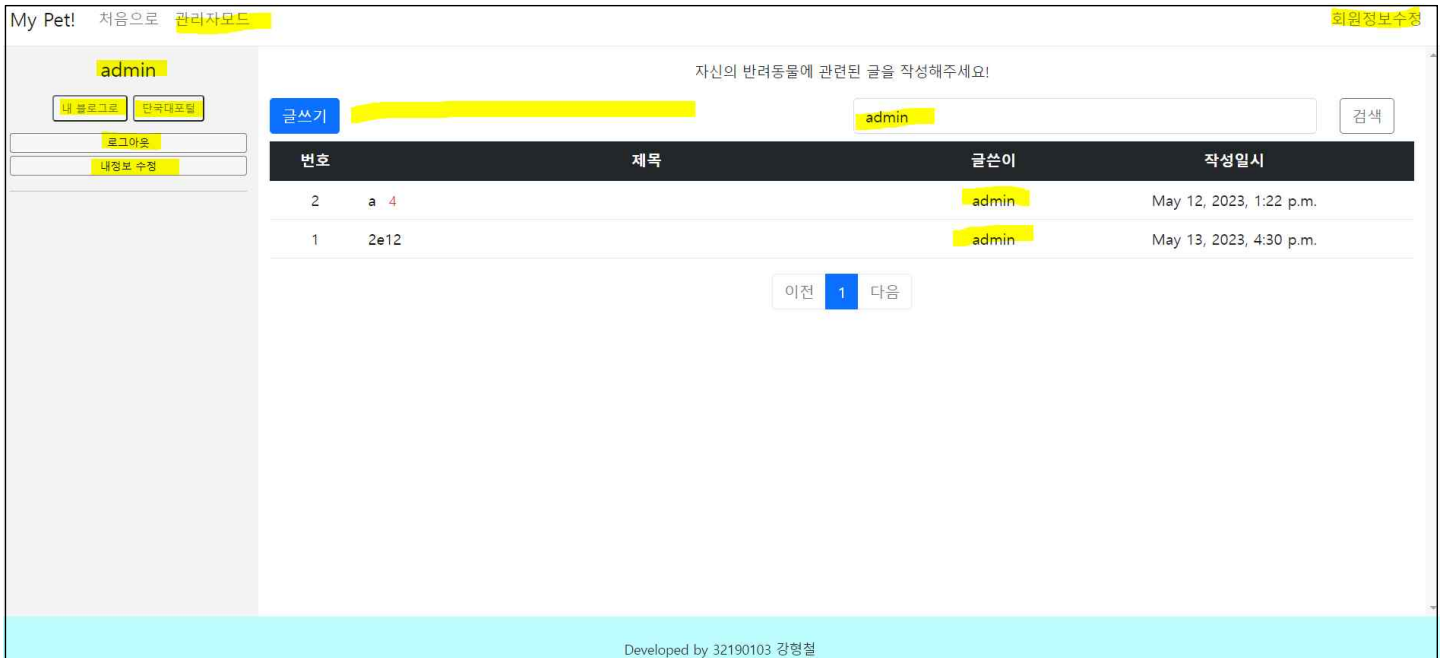 My Pet! 처음으로 관리자모드 회원정보수정
admin
내 블로그로 단국대포털
로그아웃
내정보 수정
자신의 반려동물에 관련된 글을 작성해주세요!
글쓰기 admin 검색
번호 제목 글쓴이 작성일시
2 a 4 admin May 12, 2023, 1:22 p.m.
1 2e12 admin May 13, 2023, 4:30 p.m.
이전 1 다음
Developed by 32190103 강형철